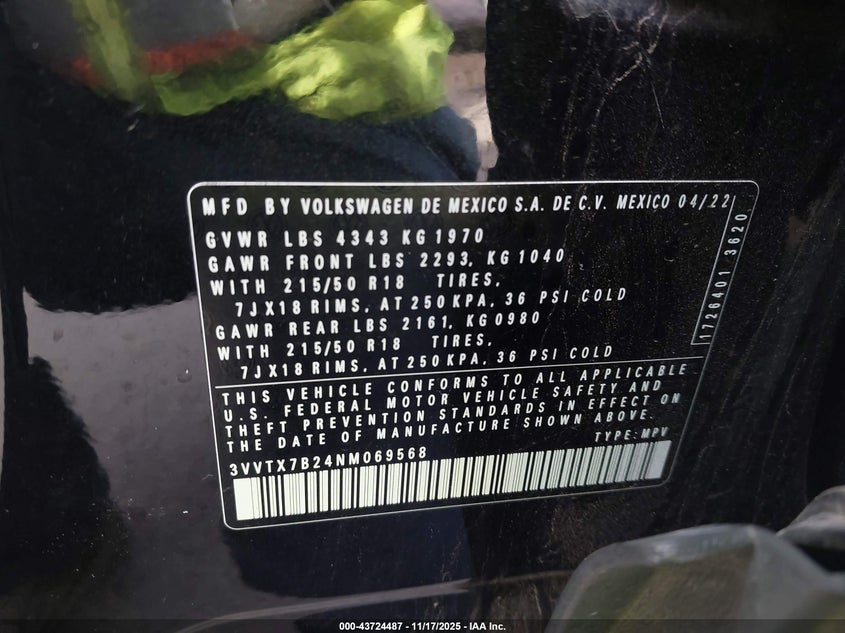 MFD BY VOLKSWAGEN DE MEXICO S.A. DE C.V. MEXICO 04/22
GVWR LBS 4343 KG 1970
GAWR FRONT LBS 2293, KG 1040
WITH 215/50 R18 TIRES,
7JX18 RIMS, AT 250 KPA, 36 PSI COLD
GAWR REAR LBS 2161, KG 0980
WITH 215/50 R18 TIRES,
7JX18 RIMS, AT 250 KPA, 36 PSI COLD
1726401 3620
THIS VEHICLE CONFORMS TO ALL APPLICABLE
U.S. FEDERAL MOTOR VEHICLE SAFETY AND
THEFT PREVENTION STANDARDS IN EFFECT ON
THE DATE OF MANUFACTURE SHOWN ABOVE.
TYPE: MPV
3VVTX7B24NM069568
000-43724487 - 11/17/2025 - IAA Inc.